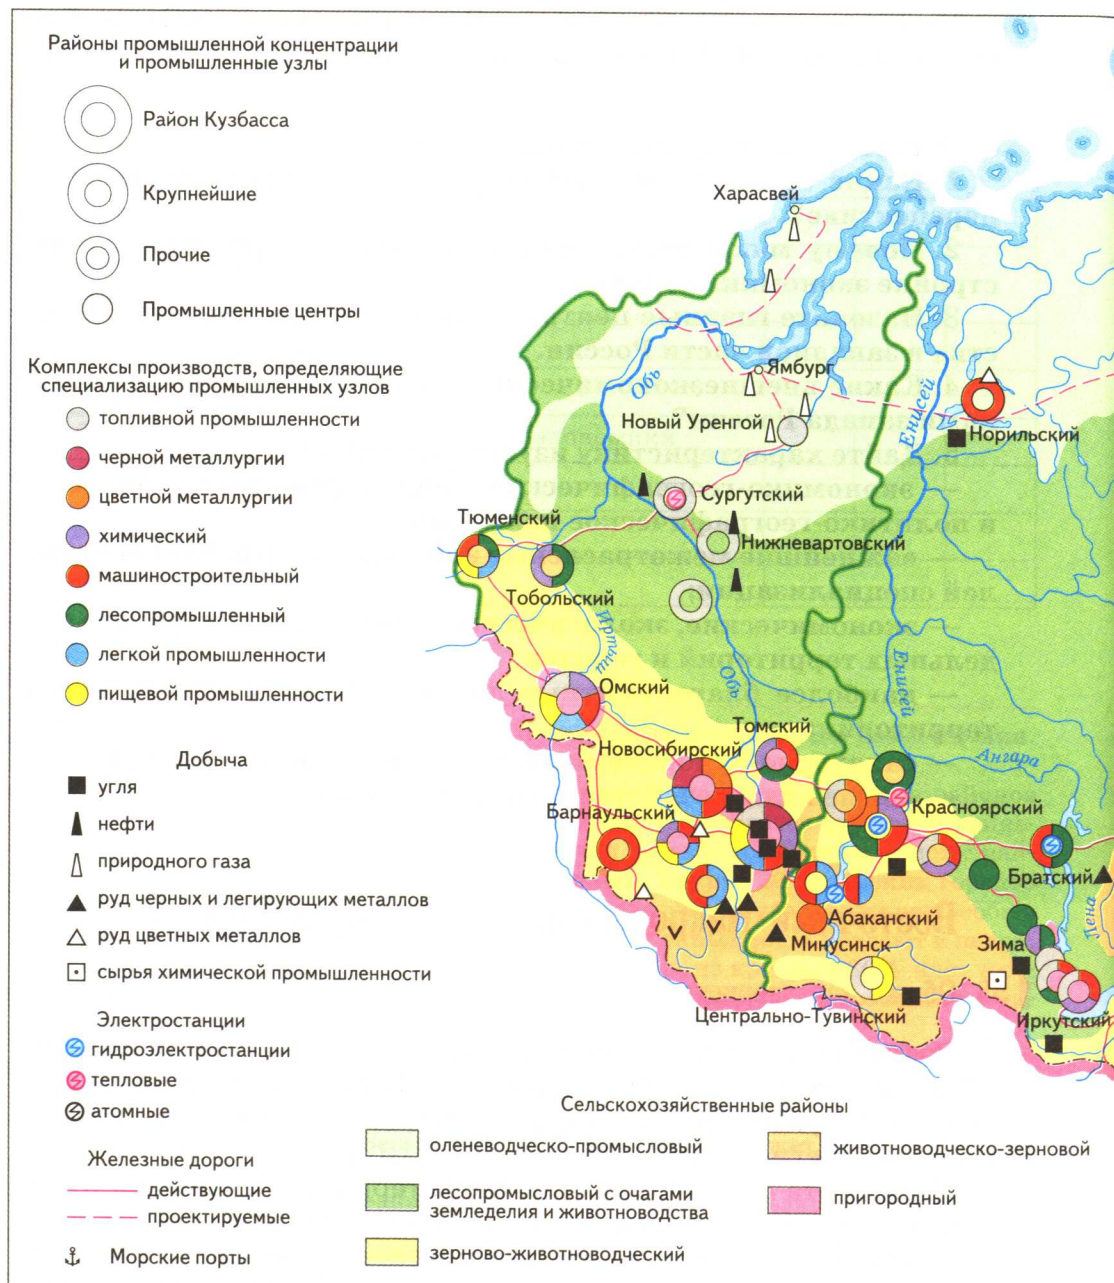 Районы промышленной концентрации
и промышленные узлы
Район Кузбасса
Крупнейшие
Прочие
Промышленные центры
Комплексы производств, определяющие
специализацию промышленных узлов
топливной промышленности
черной металлургии
цветной металлургии
химический
машиностроительный
лесопромышленный
легкой промышленности
пищевой промышленности
Добыча
угля
нефти
природного газа
руд черных и легирующих металлов
руд цветных металлов
сырья химической промышленности
Электростанции
гидроэлектростанции
тепловые
атомные
Железные дороги
действующие
проектируемые
Морские порты
Харасвей
Ямбург
Обь
Енисей
Новый Уренгой
Норильский
Сургутский
Тюменский
Нижневартовский
Тобольский
Иртыш
Омский
Обь
Енисей
Томский
Новосибирский
Ангара
Барнаульский
Красноярский
Братский
Лена
Абаканский
Минусинск
Зима
Центрально-Тувинский
Иркутский
Сельскохозяйственные районы
оленеводческо-промысловый
лесопромысловый с очагами
земледелия и животноводства
зерново-животноводческий
животноводческо-зерновой
пригородный